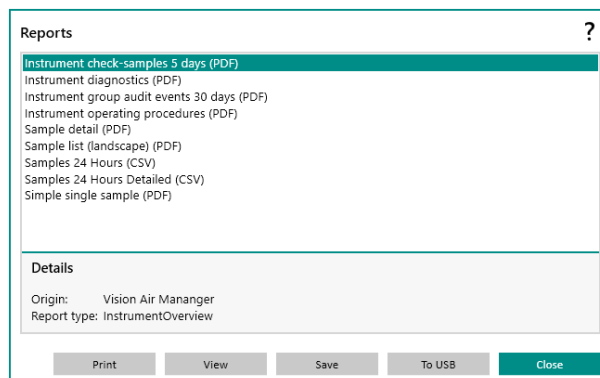 Reports
?
Instrument check-samples 5 days (PDF)
Instrument diagnostics (PDF)
Instrument group audit events 30 days (PDF)
Instrument operating procedures (PDF)
Sample detail (PDF)
Sample list (landscape) (PDF)
Samples 24 Hours (CSV)
Samples 24 Hours Detailed (CSV)
Simple single sample (PDF)
Details
Origin: Vision Air Mananger
Report type: InstrumentOverview
Print View Save To USB Close